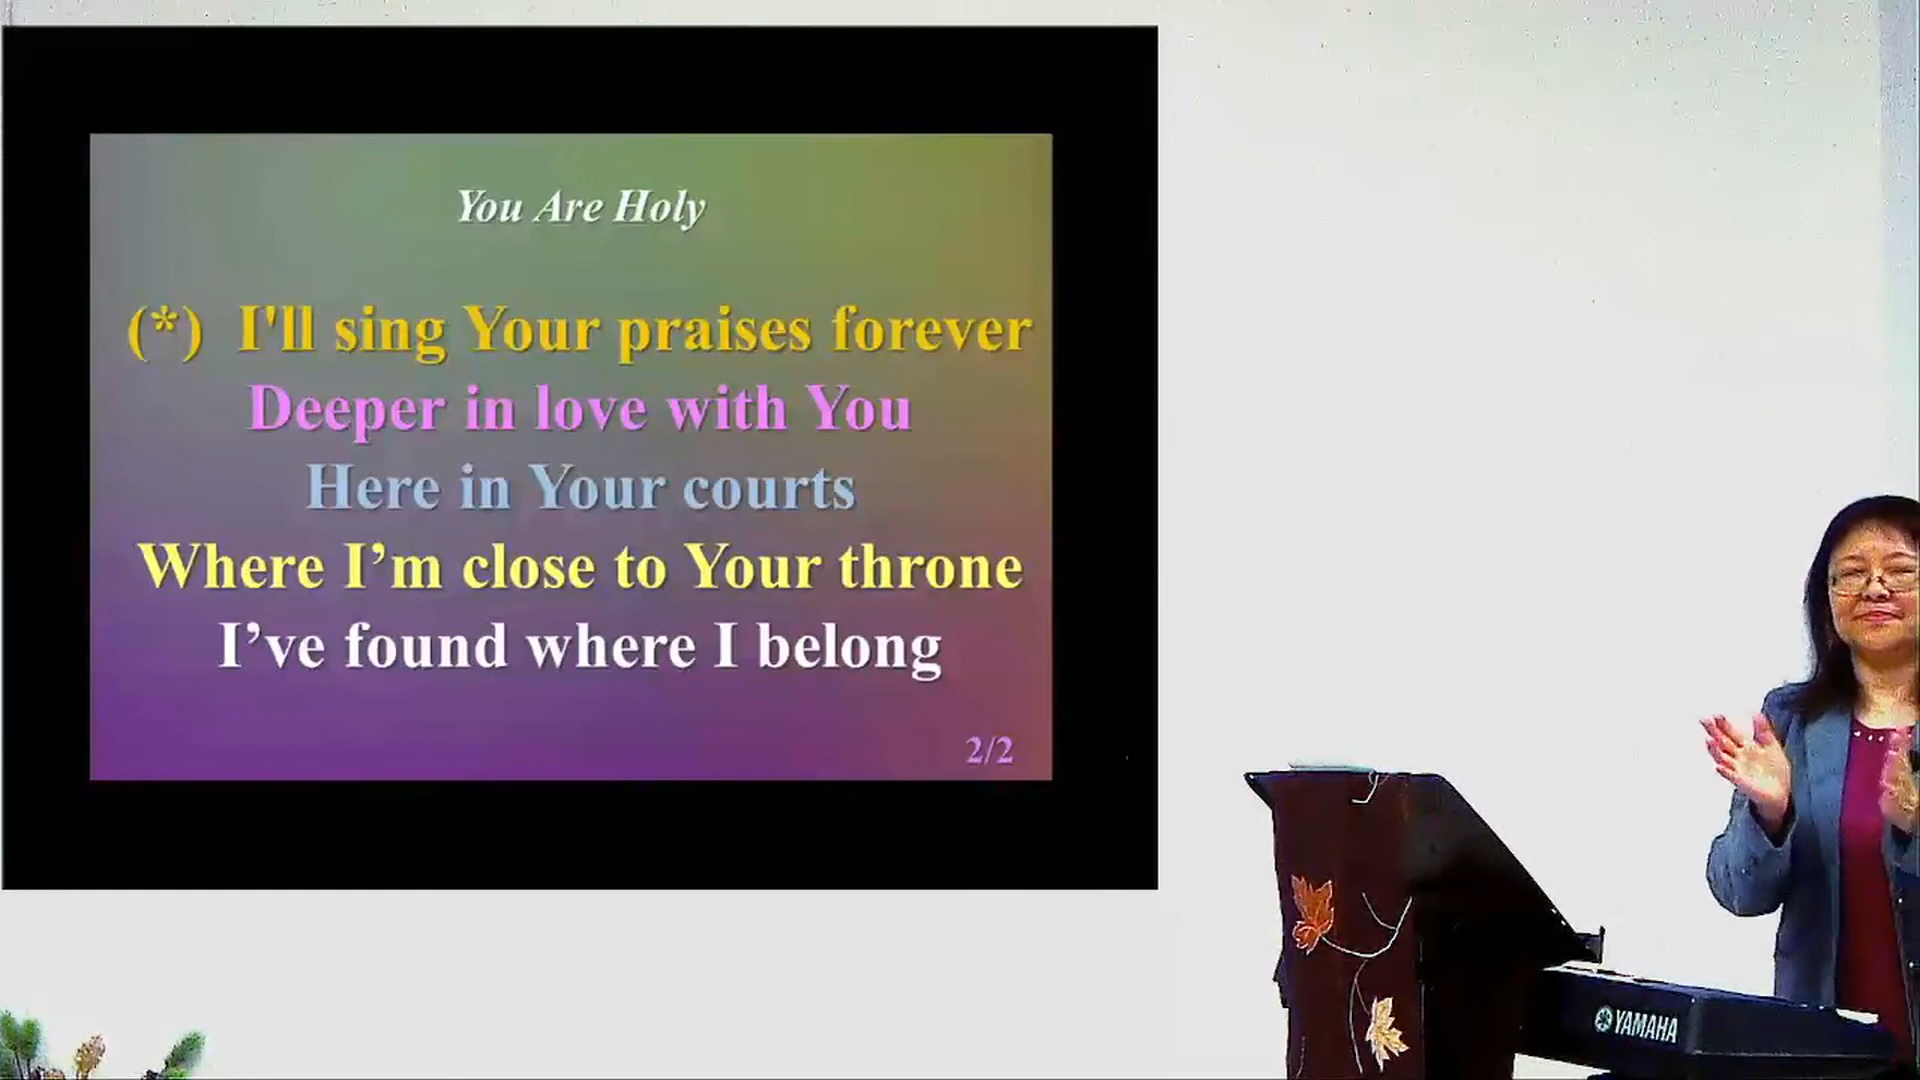 You Are Holy
(*) I'll sing Your praises forever
Deeper in love with You
Here in Your courts
Where I’m close to Your throne
I’ve found where I belong
2/2
YAMAHA